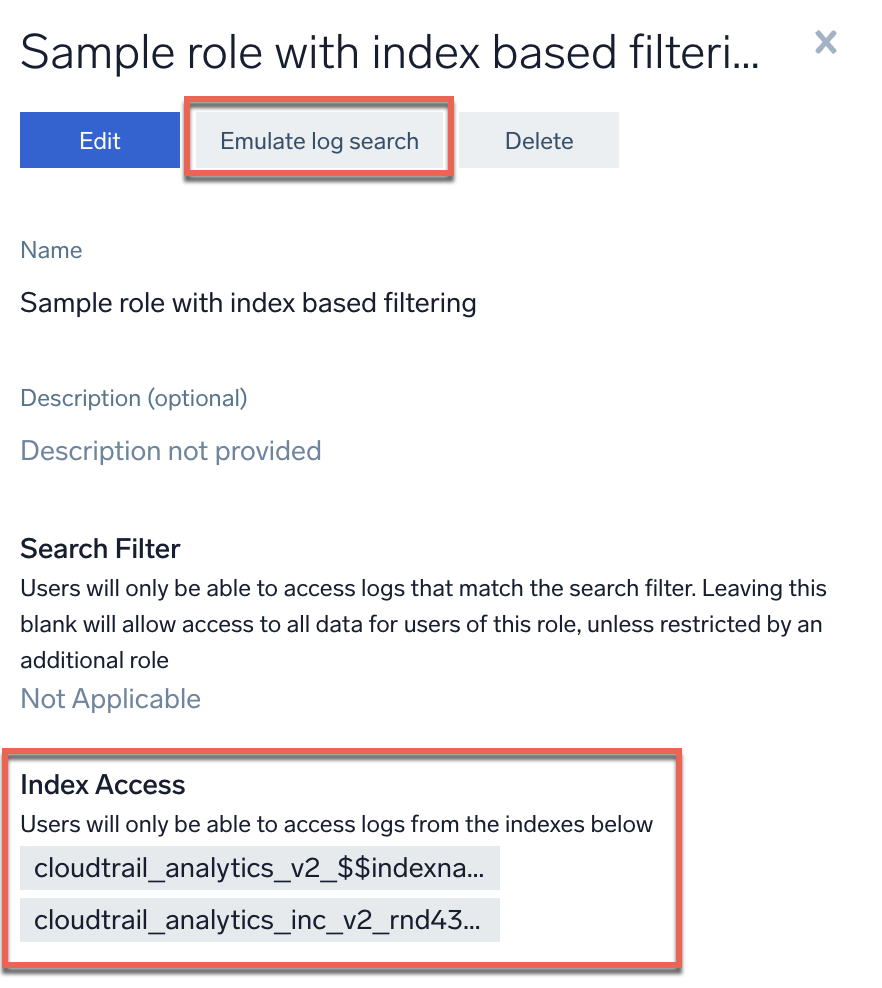 Sample role with index based filteri...
Edit
Emulate log search
Delete
Name
Sample role with index based filtering
Description (optional)
Description not provided
Search Filter
Users will only be able to access logs that match the search filter. Leaving this
blank will allow access to all data for users of this role, unless restricted by an
additional role
Not Applicable
Index Access
Users will only be able to access logs from the indexes below
cloudtrail_analytics_v2_$$indexna...
cloudtrail_analytics_inc_v2_rnd43...